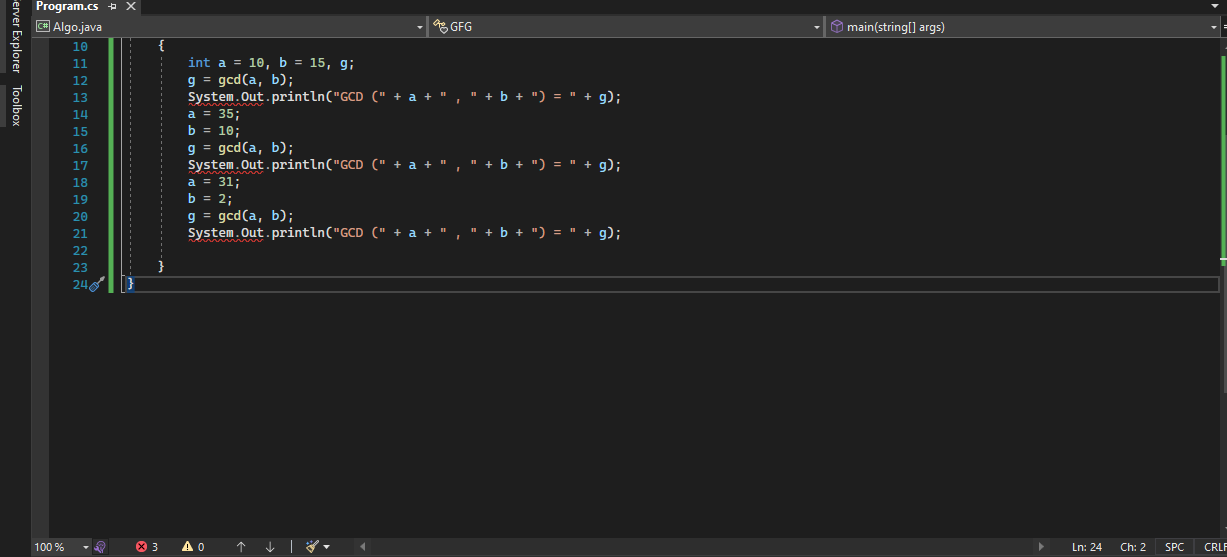 Program.cs
Server Explorer
Toolbox
C# Algo.java
GFG
main(string[] args)
10 {
11 int a = 10, b = 15, g;
12 g = gcd(a, b);
13 System.Out.println("GCD (" + a + " , " + b + ") = " + g);
14 a = 35;
15 b = 10;
16 g = gcd(a, b);
17 System.Out.println("GCD (" + a + " , " + b + ") = " + g);
18 a = 31;
19 b = 2;
20 g = gcd(a, b);
21 System.Out.println("GCD (" + a + " , " + b + ") = " + g);
22
23 }
24 }
100 %
3
0
Ln: 24 Ch: 2 SPC CRLF